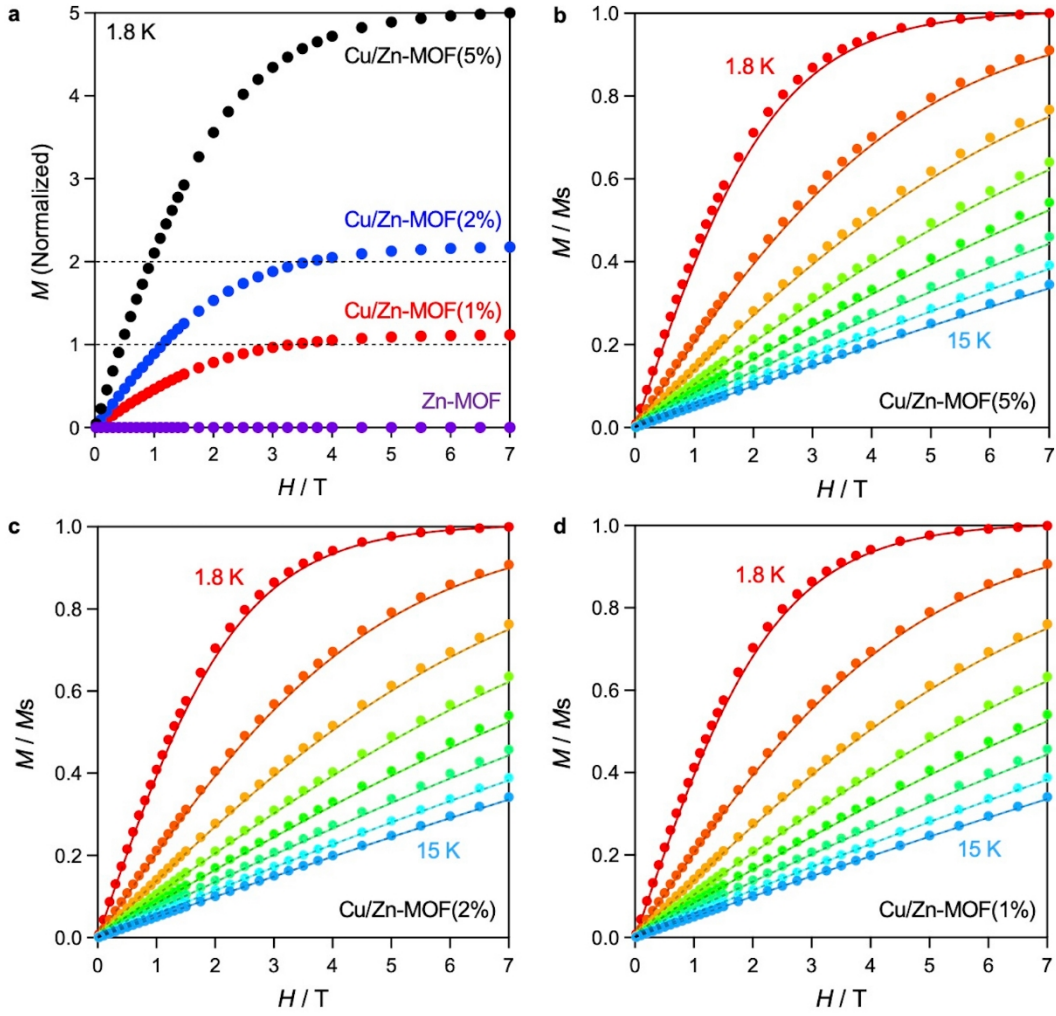 a
1.8 K
Cu/Zn-MOF(5%)
Cu/Zn-MOF(2%)
Cu/Zn-MOF(1%)
Zn-MOF
M (Normalized)
5
4
3
2
1
0
0 1 2 3 4 5 6 7
H / T
b
1.8 K
15 K
Cu/Zn-MOF(5%)
M / Ms
1.0
0.8
0.6
0.4
0.2
0.0
0 1 2 3 4 5 6 7
H / T
c
1.8 K
15 K
Cu/Zn-MOF(2%)
M / Ms
1.0
0.8
0.6
0.4
0.2
0.0
0 1 2 3 4 5 6 7
H / T
d
1.8 K
15 K
Cu/Zn-MOF(1%)
M / Ms
1.0
0.8
0.6
0.4
0.2
0.0
0 1 2 3 4 5 6 7
H / T